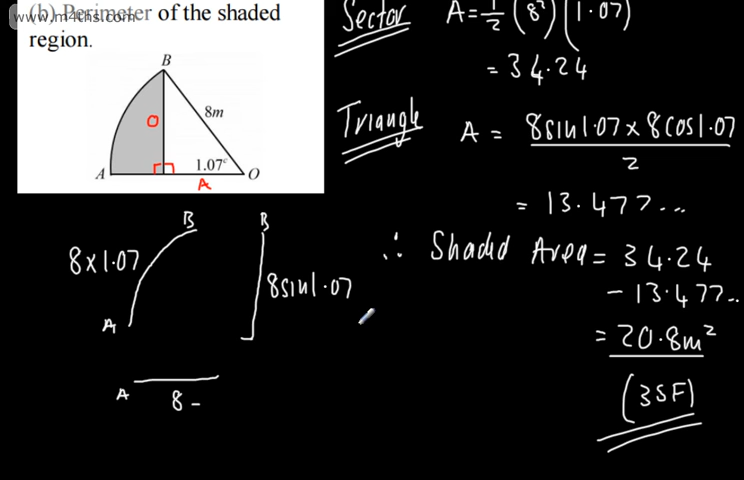 (b) Perimeter of the shaded
www.m4ths.com
region.
B
O
8m
1.07ᶜ
A
O
A
Sector A = 1/2 (8²)(1.07)
= 34.24
Triangle A = 8sin1.07 x 8cos1.07
2
= 13.477...
∴ Shaded Area = 34.24
- 13.477..
= 20.8m²
(3SF)
B
B
8x1.07
8sin1.07
A
A
8 -